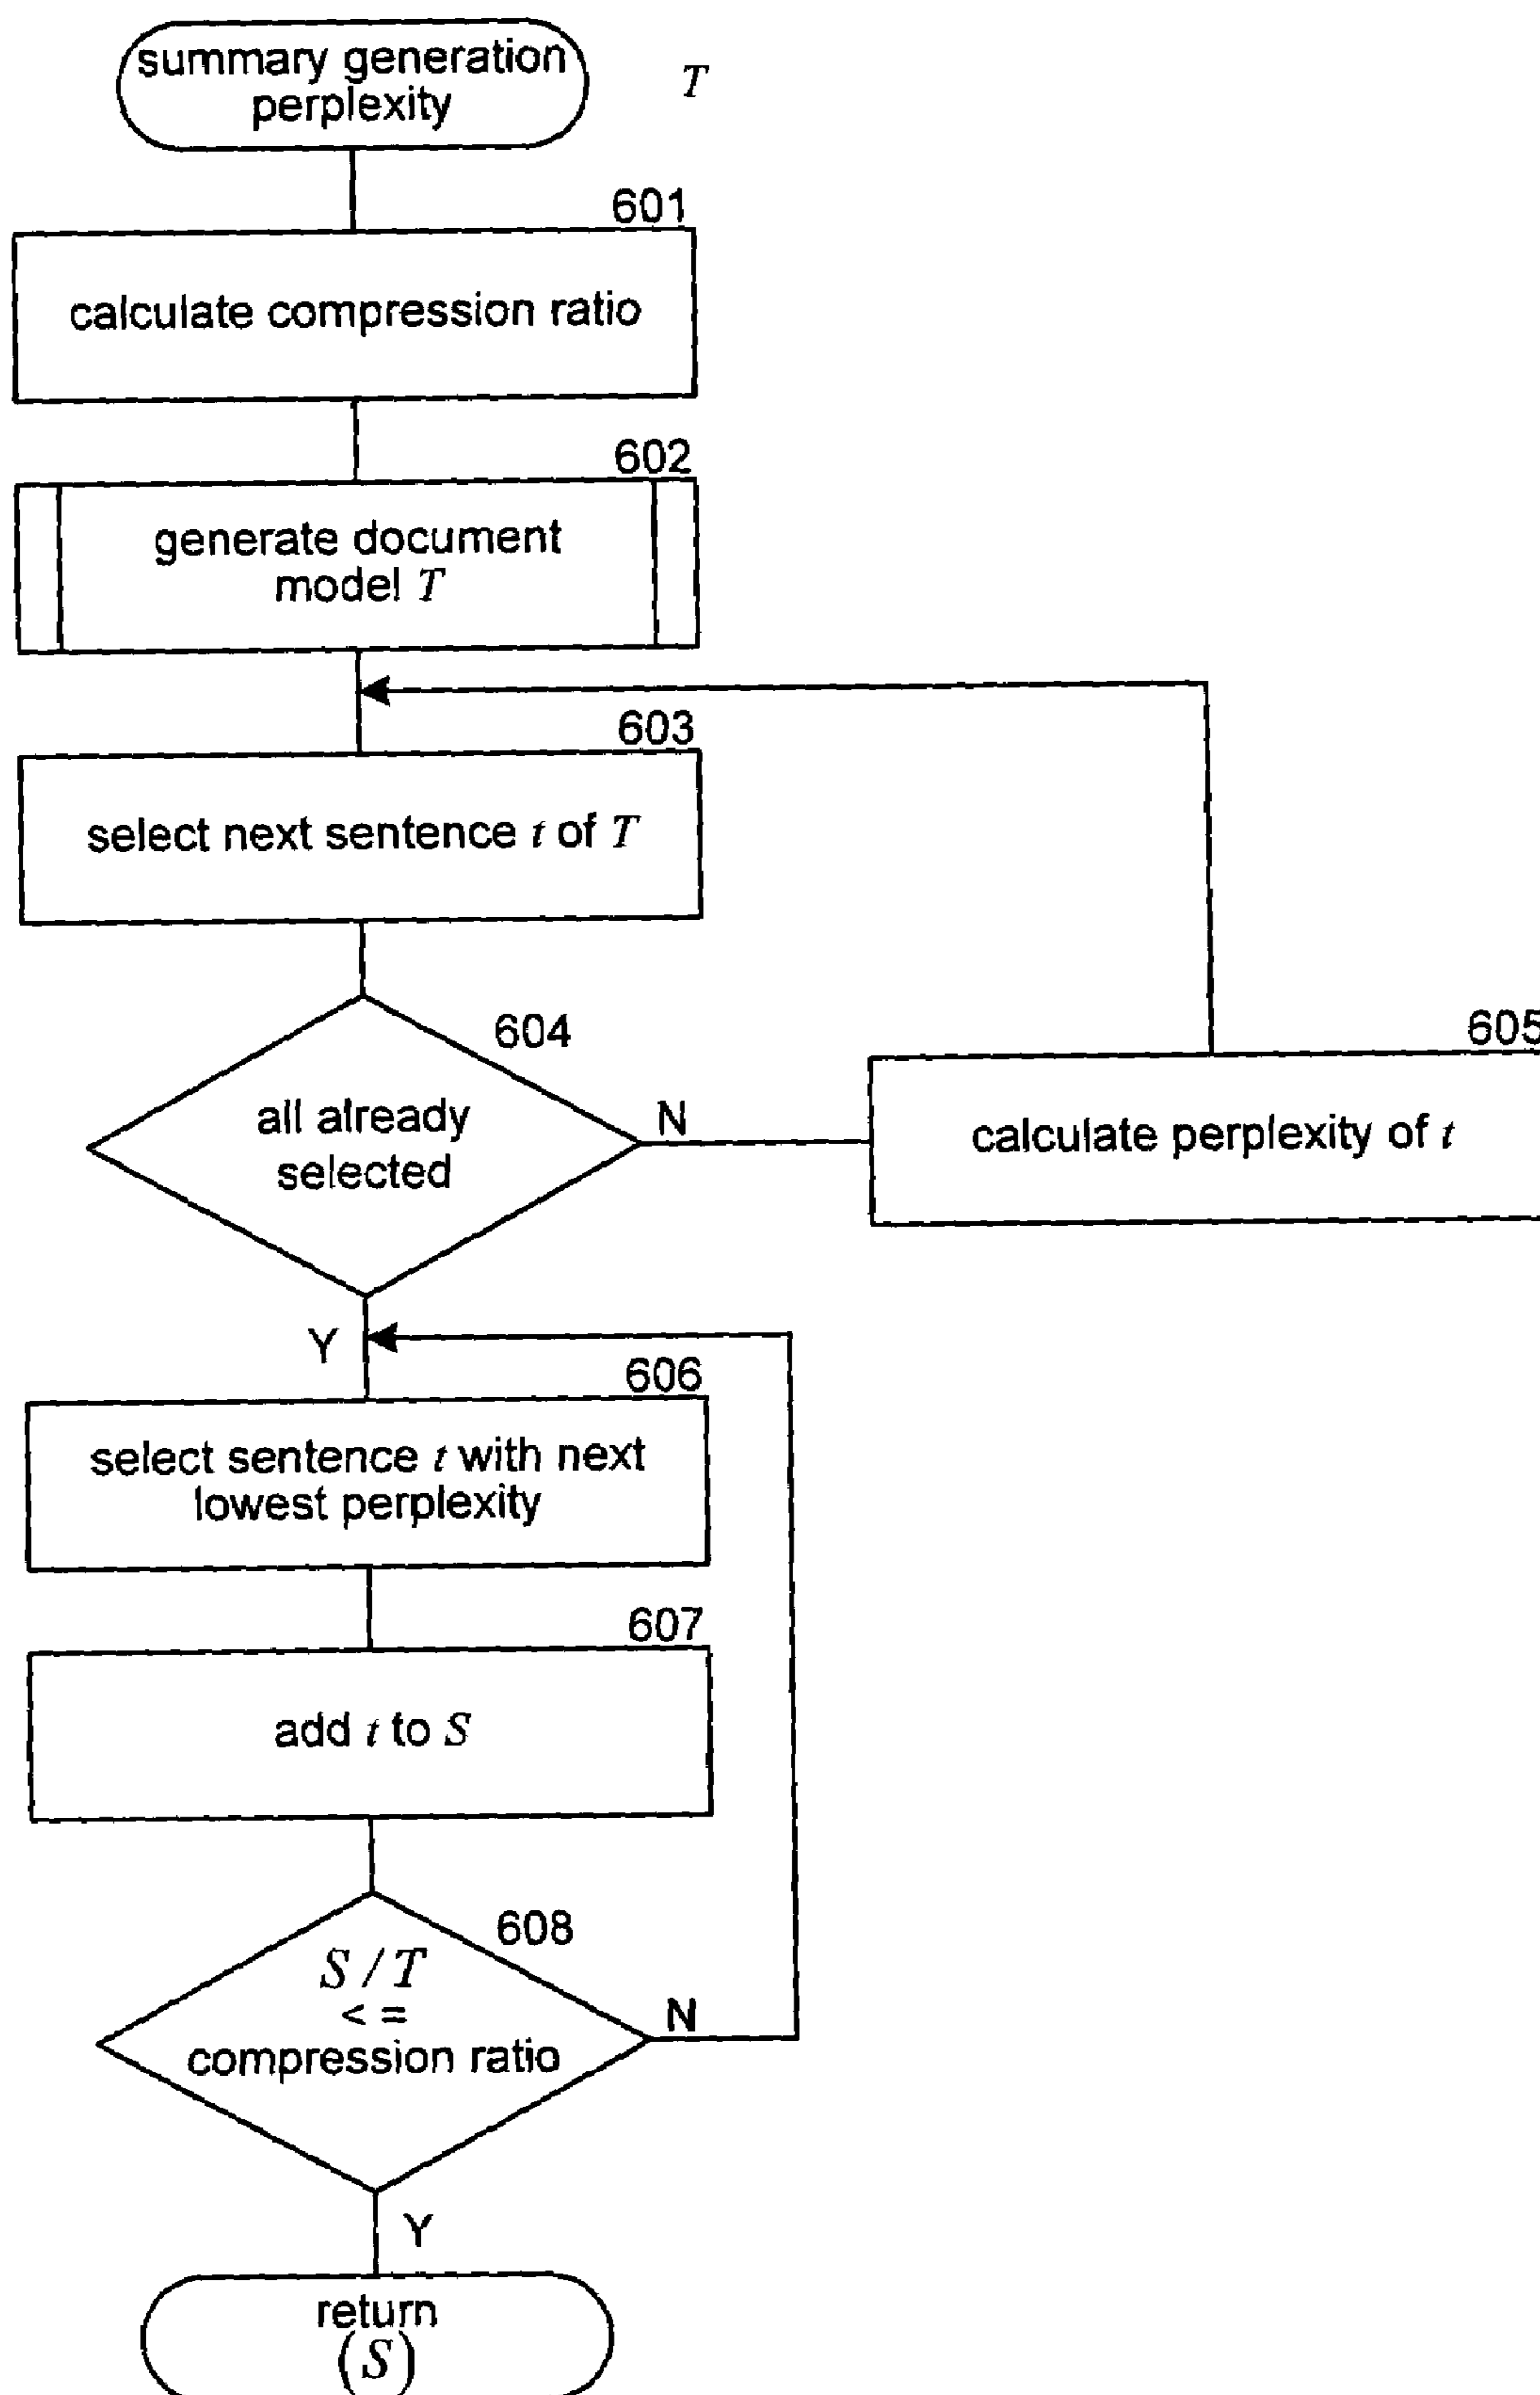 summary generation
perplexity
T
601
calculate compression ratio
602
generate document
model T
603
select next sentence t of T
604
all already
selected
N
605
calculate perplexity of t
Y
606
select sentence t with next
lowest perplexity
607
add t to S
608
S / T
< =
compression ratio
N
Y
return
(S)